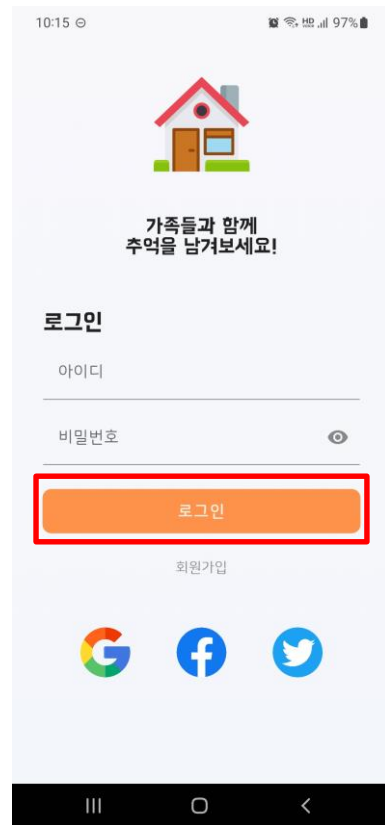 10:15
97%
가족들과 함께
추억을 남겨보세요!
로그인
아이디
비밀번호
로그인
회원가입